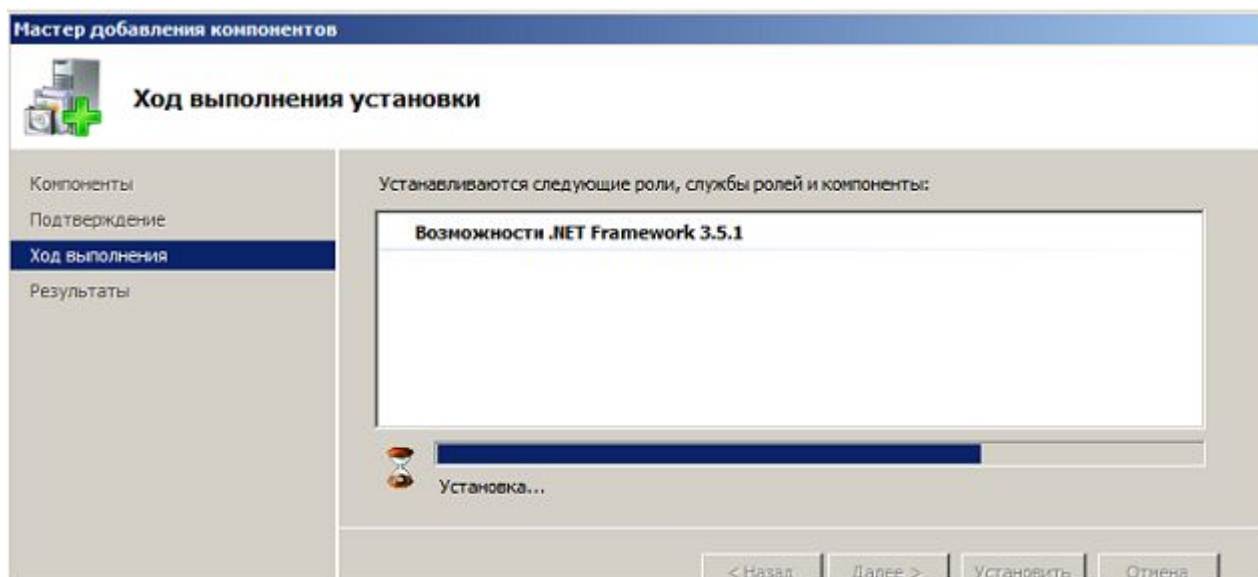 Мастер добавления компонентов
Ход выполнения установки
Компоненты
Подтверждение
Ход выполнения
Результаты
Устанавливаются следующие роли, службы ролей и компоненты:
Возможности .NET Framework 3.5.1
Установка...
< Назад
Далее >
Установить
Отмена